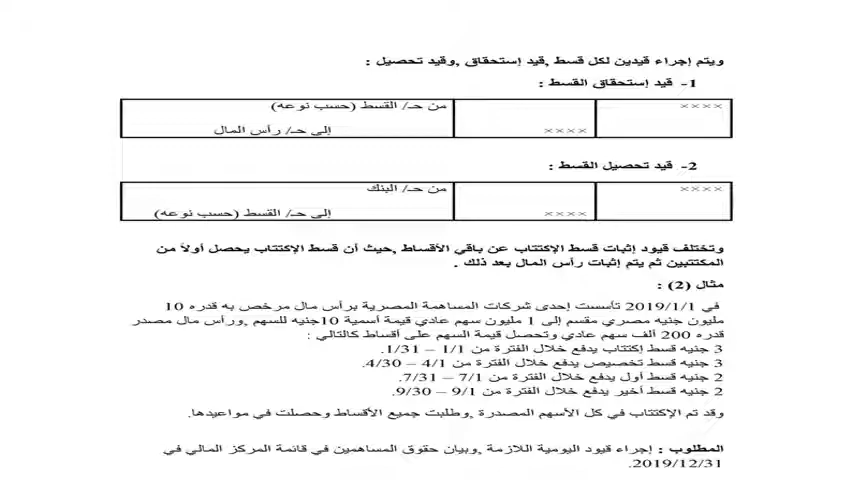 ويتم إجراء قيدين لكل قسط ,قيد إستحقاق ,وقيد تحصيل :
1- قيد إستحقاق القسط :
×××× من حـ/ القسط (حسب نوعه)
×××× إلى حـ/ رأس المال
2- قيد تحصيل القسط :
×××× من حـ/ البنك
×××× إلى حـ/ القسط (حسب نوعه)
وتختلف قيود إثبات قسط الإكتتاب عن باقي الأقساط ,حيث أن قسط الإكتتاب يحصل أولاً من
المكتتبين ثم يتم إثبات رأس المال بعد ذلك .
مثال (2) :
في 2019/1/1 تأسست إحدى شركات المساهمة المصرية برأس مال مرخص به قدره 10
مليون جنيه مصري مقسم إلى 1 مليون سهم عادي قيمة أسمية 10جنيه للسهم ,ورأس مال مصدر
قدره 200 ألف سهم عادي وتحصل قيمة السهم على أقساط كالتالي :
3 جنيه قسط إكتتاب يدفع خلال الفترة من 1/1 – 1/31.
3 جنيه قسط تخصيص يدفع خلال الفترة من 4/1 – 4/30.
2 جنيه قسط أول يدفع خلال الفترة من 7/1 – 7/31.
2 جنيه قسط أخير يدفع خلال الفترة من 9/1 – 9/30.
وقد تم الإكتتاب في كل الأسهم المصدرة ,وطلبت جميع الأقساط وحصلت في مواعيدها.
المطلوب : إجراء قيود اليومية اللازمة ,وبيان حقوق المساهمين في قائمة المركز المالي في
2019/12/31.